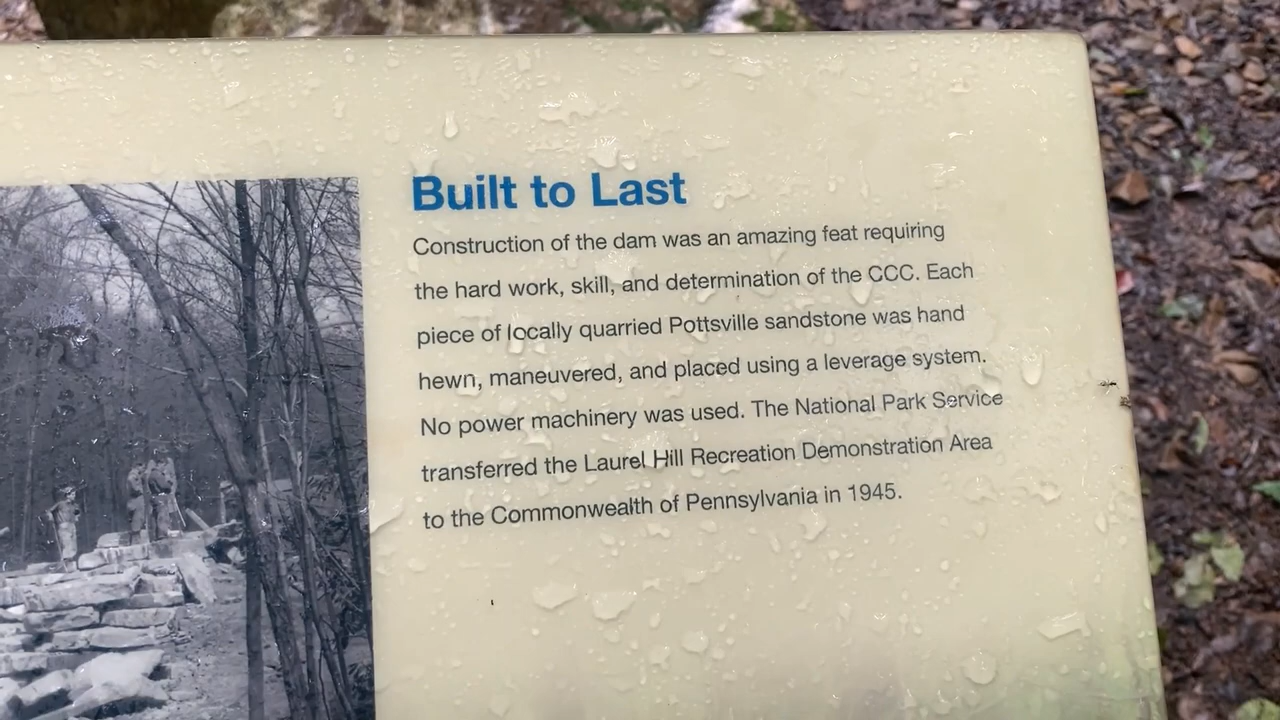 Built to Last
Construction of the dam was an amazing feat requiring
the hard work, skill, and determination of the CCC. Each
piece of locally quarried Pottsville sandstone was hand
hewn, maneuvered, and placed using a leverage system.
No power machinery was used. The National Park Service
transferred the Laurel Hill Recreation Demonstration Area
to the Commonwealth of Pennsylvania in 1945.